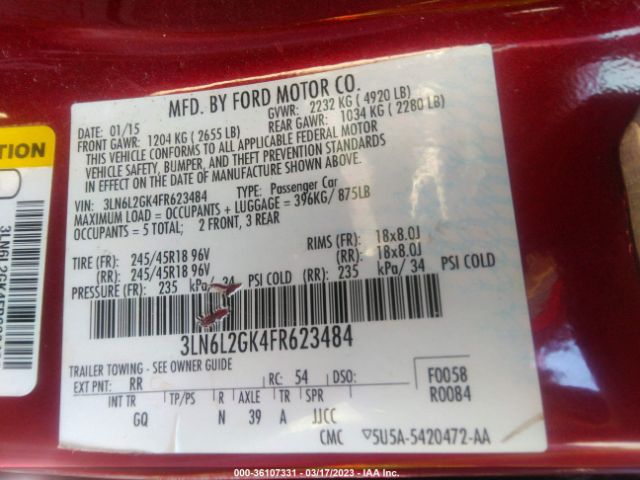 MFD. BY FORD MOTOR CO.
DATE: 01/15 GVWR: 2232 KG ( 4920 LB)
FRONT GAWR: 1204 KG ( 2655 LB) REAR GAWR: 1034 KG ( 2280 LB)
THIS VEHICLE CONFORMS TO ALL APPLICABLE FEDERAL MOTOR
VEHICLE SAFETY, BUMPER, AND THEFT PREVENTION STANDARDS
IN EFFECT ON THE DATE OF MANUFACTURE SHOWN ABOVE.
VIN: 3LN6L2GK4FR623484 TYPE: Passenger Car
MAXIMUM LOAD = OCCUPANTS + LUGGAGE = 396KG/ 875LB
OCCUPANTS = 5 TOTAL; 2 FRONT, 3 REAR
TIRE (FR): 245/45R18 96V RIMS (FR): 18x8.0J
(RR): 245/45R18 96V (RR): 18x8.0J
PRESSURE (FR): 235 kPa/ 34 PSI COLD (RR): 235 kPa/ 34 PSI COLD
3LN6L2GK4FR623484
TRAILER TOWING - SEE OWNER GUIDE
EXT PNT: RR RC: 54 DSO: F0058
INT TR TP/PS R AXLE TR SPR R0084
GQ N 39 A JJCC
CMC 5U5A-5420472-AA
TION
000-36107331 - 03/17/2023 - IAA Inc.